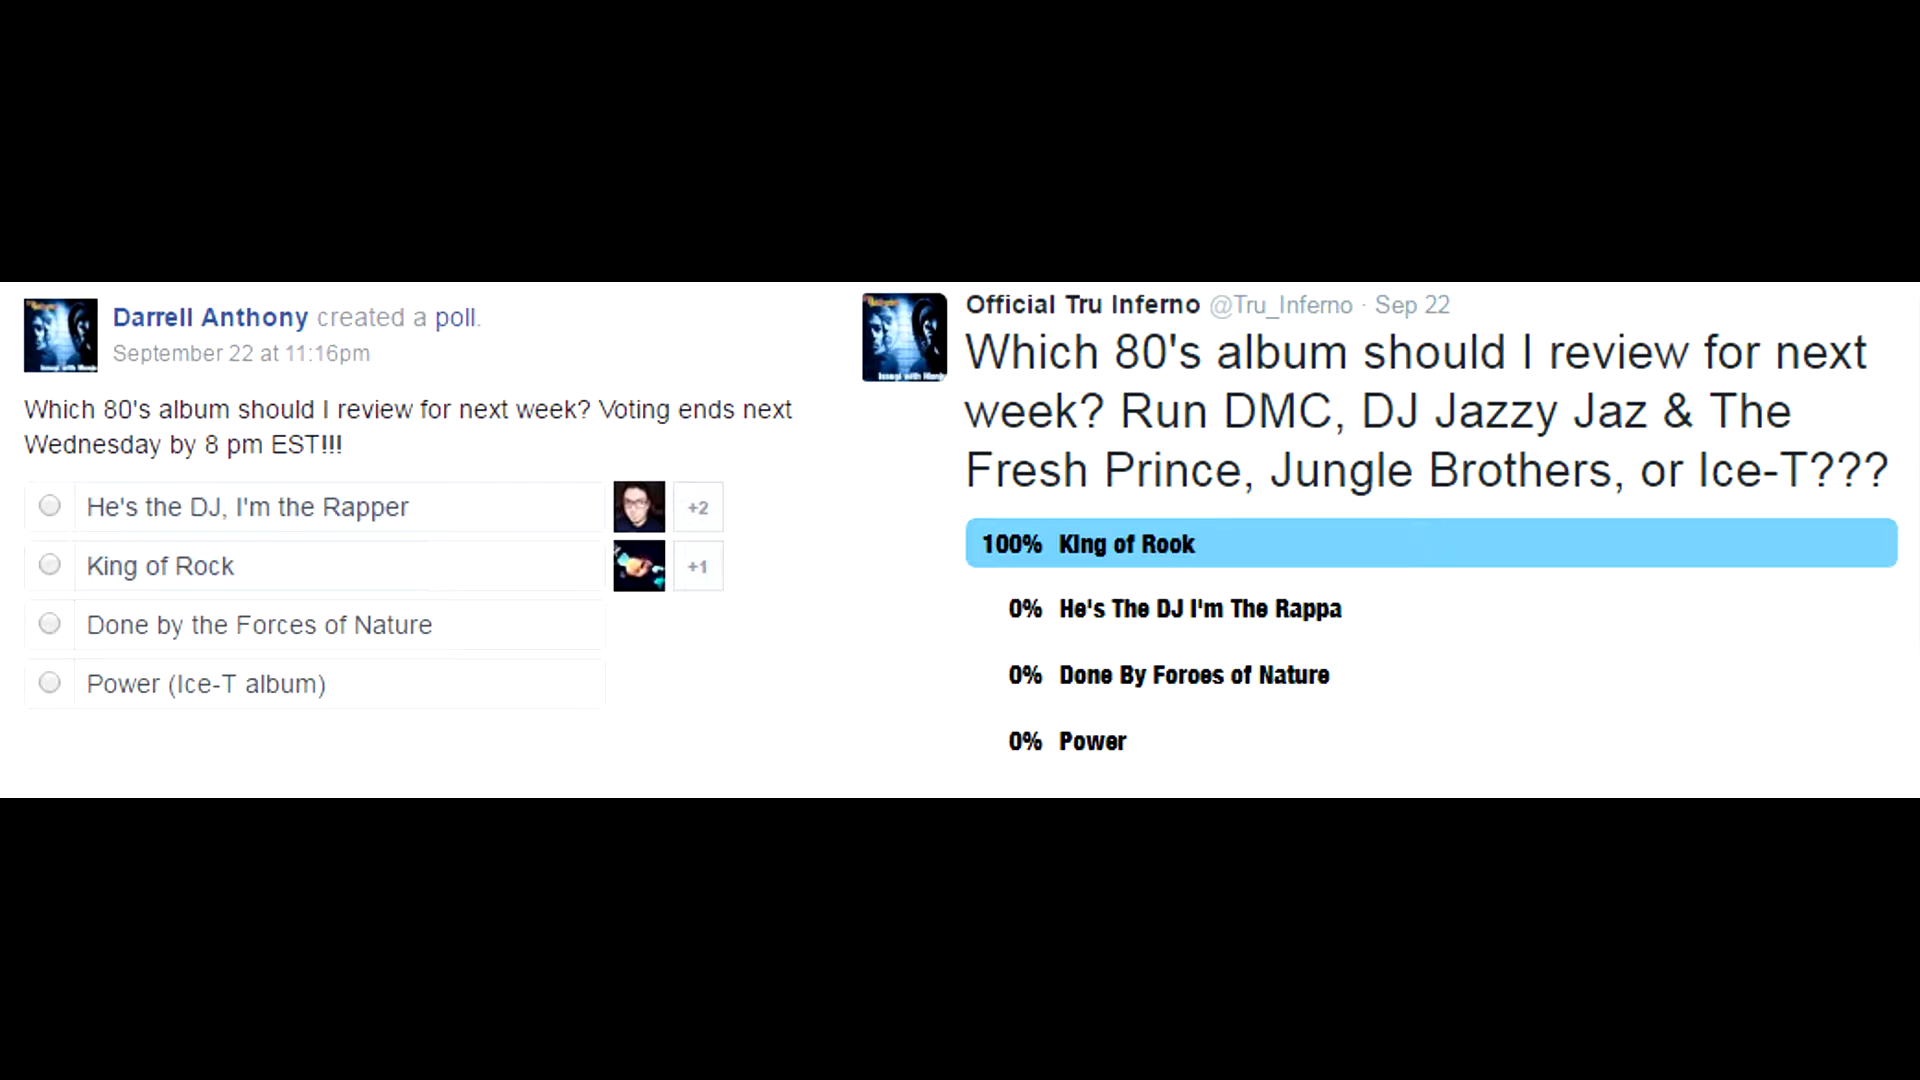 Darrell Anthony created a poll.
September 22 at 11:16pm
Which 80's album should I review for next week? Voting ends next
Wednesday by 8 pm EST!!!
He's the DJ, I'm the Rapper
+2
King of Rock
+1
Done by the Forces of Nature
Power (Ice-T album)
Official Tru Inferno @Tru_Inferno · Sep 22
Which 80's album should I review for next
week? Run DMC, DJ Jazzy Jaz & The
Fresh Prince, Jungle Brothers, or Ice-T???
100% King of Rock
0% He's The DJ I'm The Rappa
0% Done By Forces of Nature
0% Power